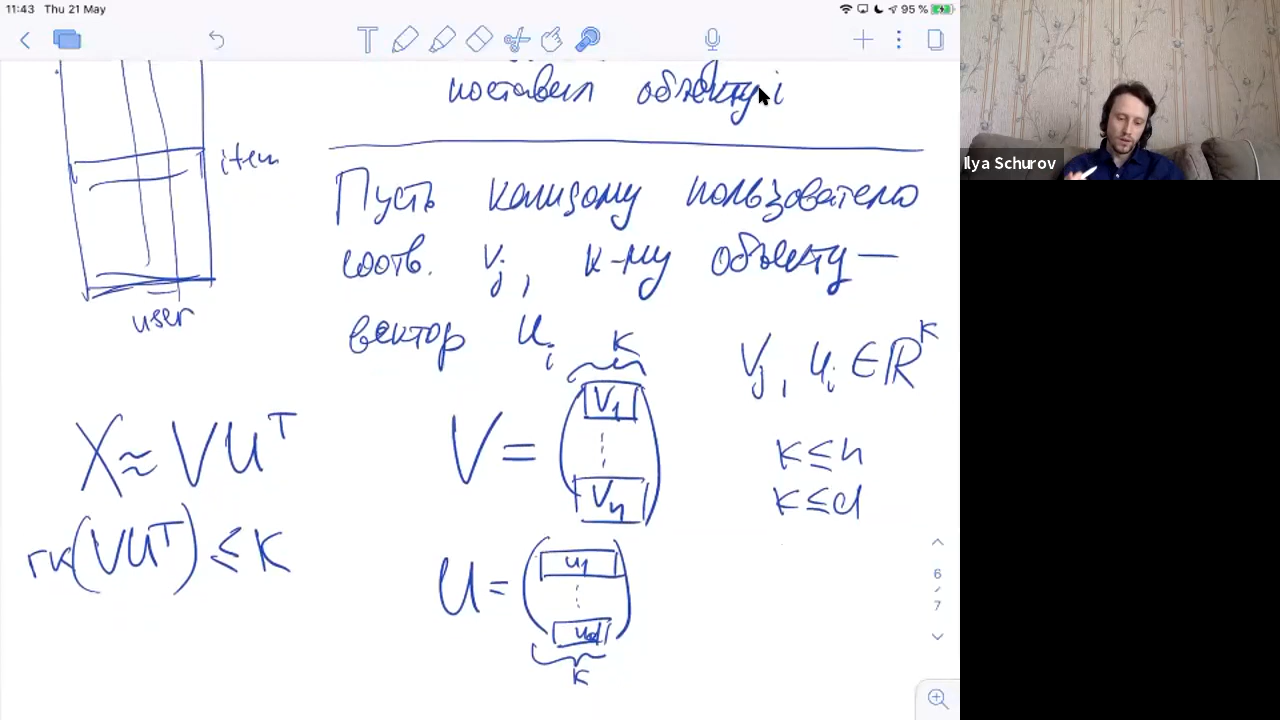 11:43 Thu 21 May
95 %
поставил объекту i
item
user
Пусть каждому пользователю
соотв. Vj, к-му объекту —
вектор Ui
K
Vj, Ui ∈ ℝ^K
X ≈ VU^T
V = (V1 ⋮ Vn)
K ≤ n
K ≤ d
rk(VU^T) ≤ K
U = (U1 ⋮ Ud)
K
6
/
7
Ilya Schurov